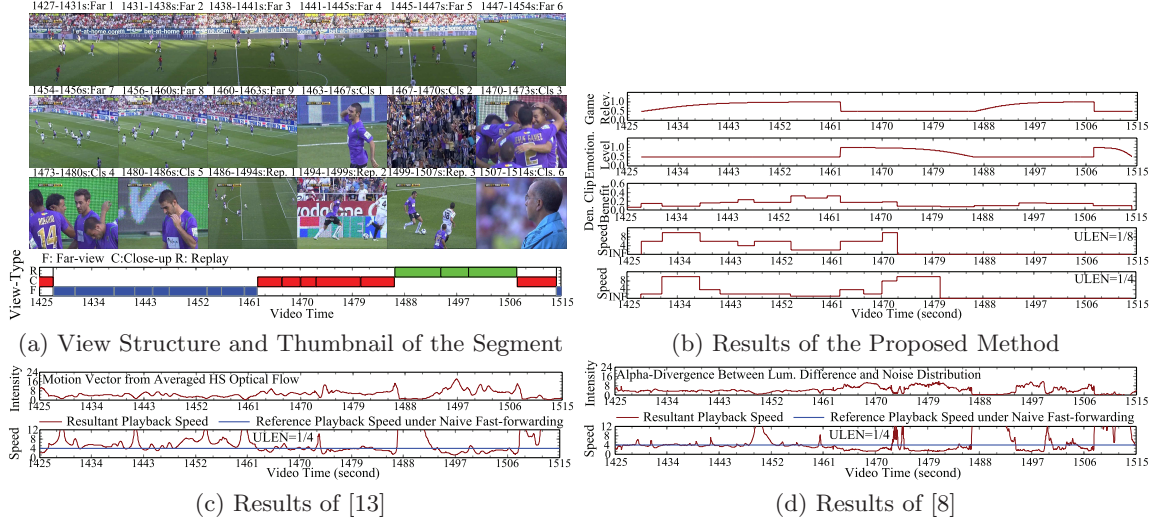 1427-1431s:Far 1 1431-1438s:Far 2 1438-1441s:Far 3 1441-1445s:Far 4 1445-1447s:Far 5 1447-1454s:Far 6
1454-1456s:Far 7 1456-1460s:Far 8 1460-1463s:Far 9 1463-1467s:Cls 1 1467-1470s:Cls 2 1470-1473s:Cls 3
1473-1480s:Cls 4 1480-1486s:Cls 5 1486-1494s:Rep. 1 1494-1499s:Rep. 2 1499-1507s:Rep. 3 1507-1514s:Cls. 6
F: Far-view C:Close-up R: Replay
View-Type
R
C
F
1425 1434 1443 1452 1461 1470 1479 1488 1497 1506 1515
Video Time
(a) View Structure and Thumbnail of the Segment
Game Relev.
1.0
0.5
0.0
1425 1434 1443 1452 1461 1470 1479 1488 1497 1506 1515
Emotion. Level
1.0
0.5
0.0
1425 1434 1443 1452 1461 1470 1479 1488 1497 1506 1515
Den. Clip Benefit
0.6
0.4
0.2
0.0
1425 1434 1443 1452 1461 1470 1479 1488 1497 1506 1515
Speed
8
4
INF
ULEN=1/8
1425 1434 1443 1452 1461 1470 1479 1488 1497 1506 1515
Speed
8
4
INF
ULEN=1/4
1425 1434 1443 1452 1461 1470 1479 1488 1497 1506 1515
Video Time (second)
(b) Results of the Proposed Method
Intensity
24
16
8
0
Motion Vector from Averaged HS Optical Flow
1425 1434 1443 1452 1461 1470 1479 1488 1497 1506 1515
Resultant Playback Speed Reference Playback Speed under Naive Fast-forwarding
Speed
12
8
4
0
ULEN=1/4
1425 1434 1443 1452 1461 1470 1479 1488 1497 1506 1515
Video Time (second)
(c) Results of [13]
Intensity
24
16
8
0
Alpha-Divergence Between Lum. Difference and Noise Distribution
1425 1434 1443 1452 1461 1470 1479 1488 1497 1506 1515
Resultant Playback Speed Reference Playback Speed under Naive Fast-forwarding
Speed
12
8
4
0
ULEN=1/4
1425 1434 1443 1452 1461 1470 1479 1488 1497 1506 1515
Video Time (second)
(d) Results of [8]